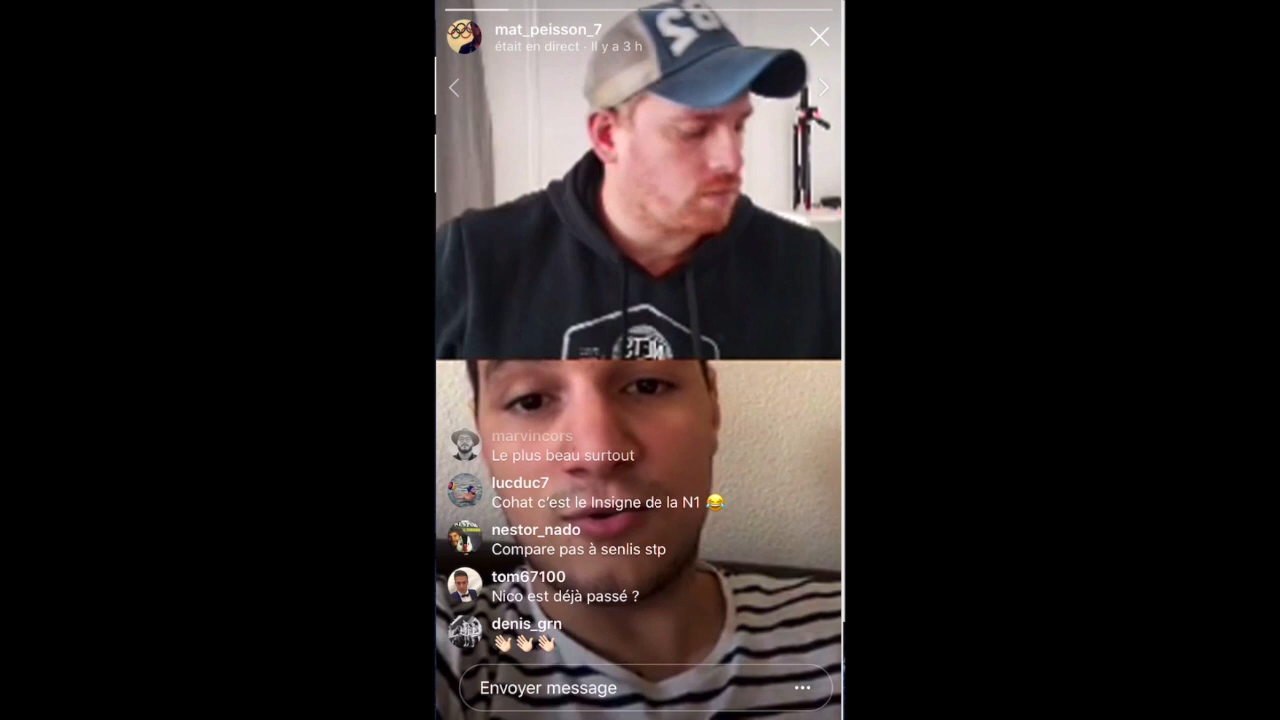 mat_peisson_7
était en direct · Il y a 3 h
marvincors
Le plus beau surtout
lucduc7
Cohat c'est le Insigne de la N1 😂
nestor_nado
Compare pas à senlis stp
tom67100
Nico est déjà passé ?
denis_grn
👋🏻👋🏻👋🏻
Envoyer message